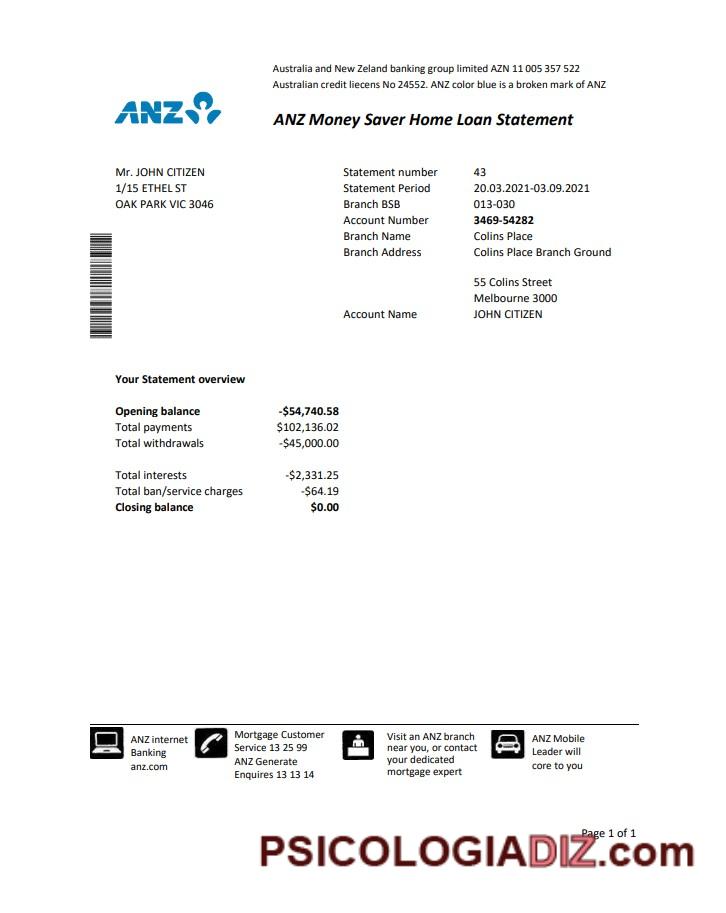 Australia and New Zeland banking group limited AZN 11 005 357 522
Australian credit liecens No 24552. ANZ color blue is a broken mark of ANZ
ANZ
ANZ Money Saver Home Loan Statement
Mr. JOHN CITIZEN
1/15 ETHEL ST
OAK PARK VIC 3046
Statement number 43
Statement Period 20.03.2021-03.09.2021
Branch BSB 013-030
Account Number 3469-54282
Branch Name Colins Place
Branch Address Colins Place Branch Ground
55 Colins Street
Melbourne 3000
Account Name JOHN CITIZEN
Your Statement overview
Opening balance -$54,740.58
Total payments $102,136.02
Total withdrawals -$45,000.00
Total interests -$2,331.25
Total ban/service charges -$64.19
Closing balance $0.00
ANZ internet
Banking
anz.com
Mortgage Customer
Service 13 25 99
ANZ Generate
Enquires 13 13 14
Visit an ANZ branch
near you, or contact
your dedicated
mortgage expert
ANZ Mobile
Leader will
core to you
Page 1 of 1
PSICOLOGIADIZ.com